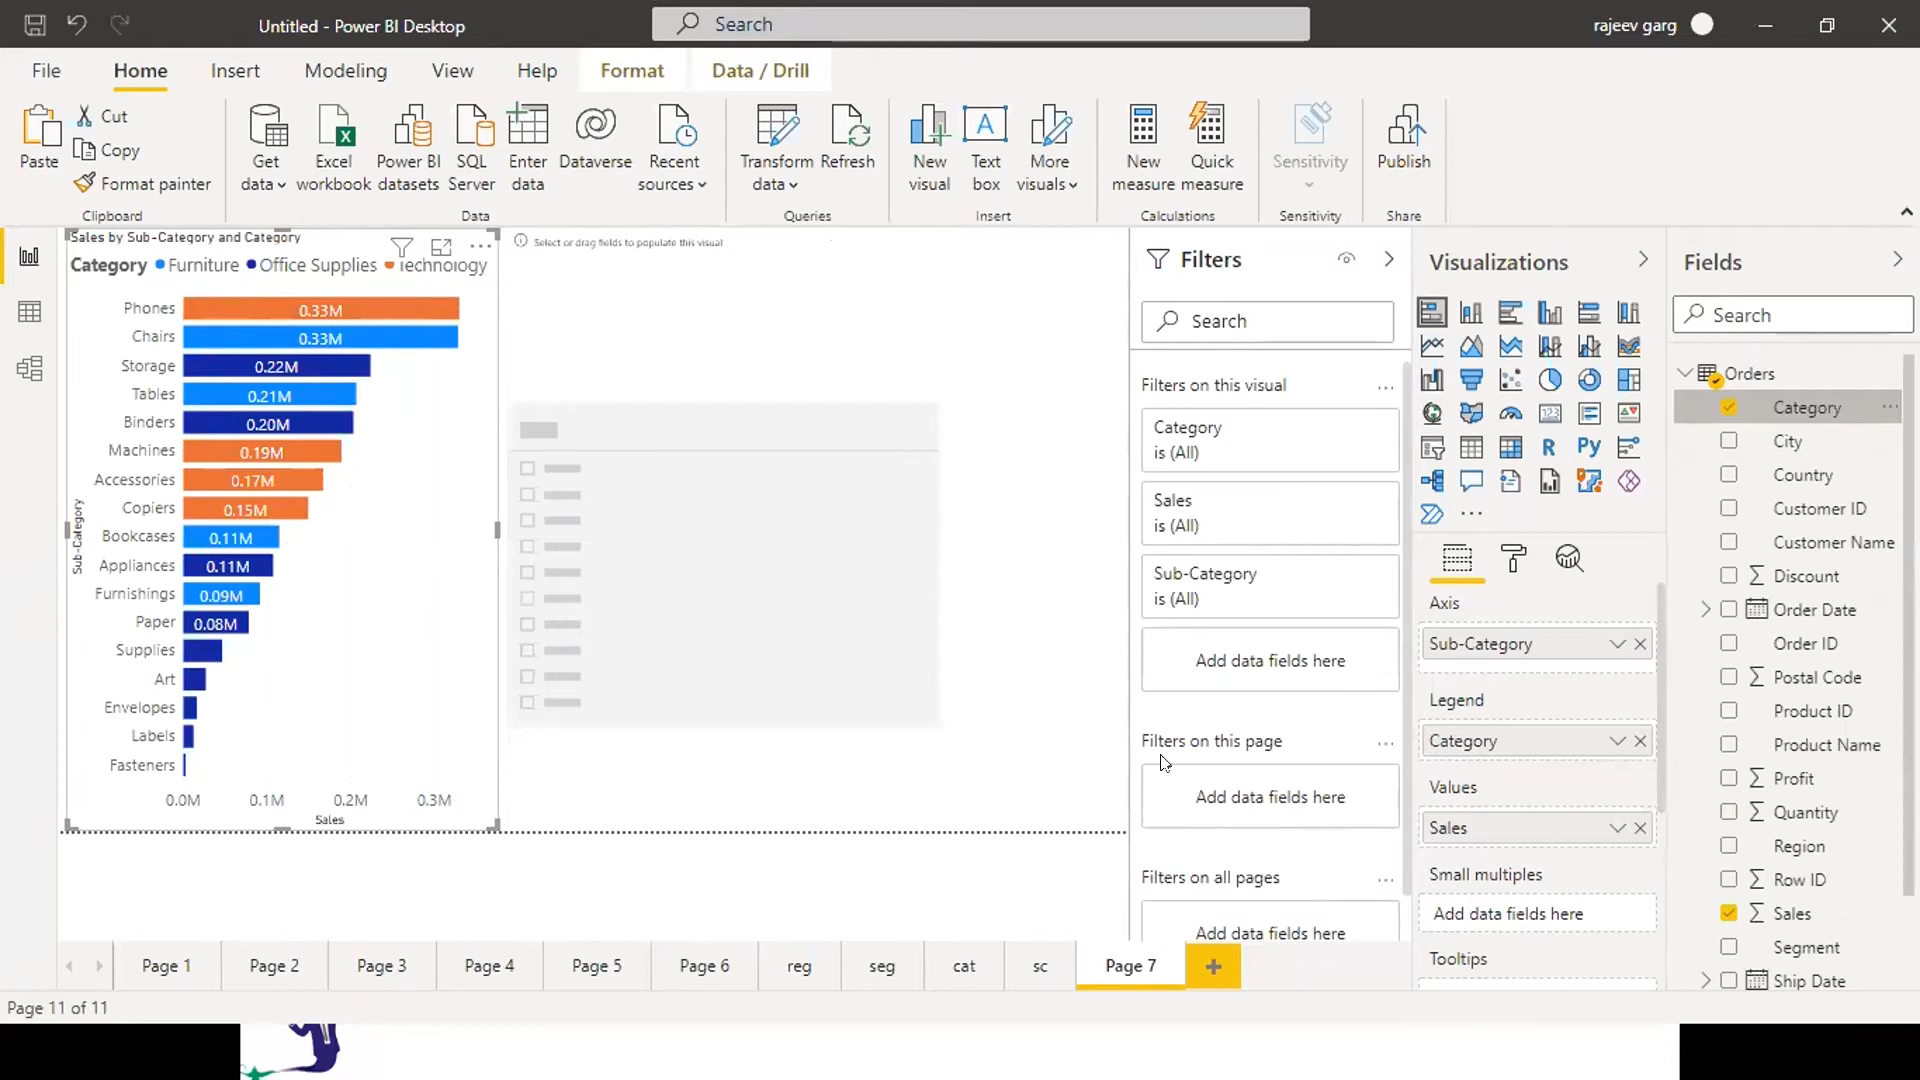 Untitled - Power BI Desktop
Search
rajeev garg
File
Home
Insert
Modeling
View
Help
Format
Data / Drill
Paste
Cut
Copy
Format painter
Clipboard
Get data
Excel workbook
Power BI datasets
SQL Server
Enter data
Dataverse
Recent sources
Data
Transform data
Refresh
Queries
New visual
Text box
More visuals
Insert
New measure
Quick measure
Calculations
Sensitivity
Sensitivity
Publish
Share
Sales by Sub-Category and Category
Category Furniture Office Supplies Technology
Sub-Category
Phones 0.33M
Chairs 0.33M
Storage 0.22M
Tables 0.21M
Binders 0.20M
Machines 0.19M
Accessories 0.17M
Copiers 0.15M
Bookcases 0.11M
Appliances 0.11M
Furnishings 0.09M
Paper 0.08M
Supplies
Art
Envelopes
Labels
Fasteners
0.0M 0.1M 0.2M 0.3M
Sales
Select or drag fields to populate this visual
Filters
Search
Filters on this visual
Category
is (All)
Sales
is (All)
Sub-Category
is (All)
Add data fields here
Filters on this page
Add data fields here
Filters on all pages
Add data fields here
Visualizations
R
Py
123
Axis
Sub-Category
Legend
Category
Values
Sales
Small multiples
Add data fields here
Tooltips
Fields
Search
Orders
Category
City
Country
Customer ID
Customer Name
Discount
Order Date
Order ID
Postal Code
Product ID
Product Name
Profit
Quantity
Region
Row ID
Sales
Segment
Ship Date
Page 1
Page 2
Page 3
Page 4
Page 5
Page 6
reg
seg
cat
sc
Page 7
Page 11 of 11